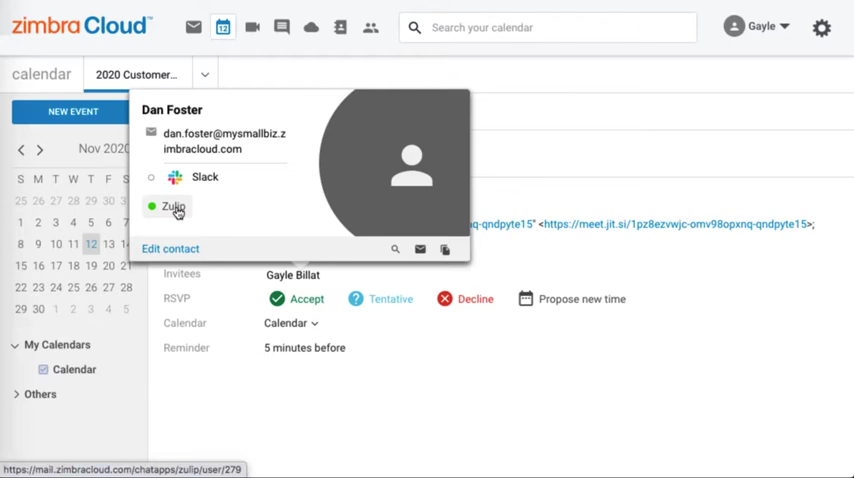 zimbra Cloud™
Search your calendar
Gayle
calendar
2020 Customer...
NEW EVENT
Nov 2020
S M T W T F S
25 26 27 28 29 30 31
1 2 3 4 5 6 7
8 9 10 11 12 13 14
15 16 17 18 19 20 21
22 23 24 25 26 27 28
29 30 1 2 3 4 5
My Calendars
Calendar
Others
Dan Foster
dan.foster@mysmallbiz.z
imbracloud.com
Slack
Zulip
Edit contact
nq-qndpyte15" <https://meet.jit.si/1pz8ezvwjc-omv98opxnq-qndpyte15>;
Invitees Gayle Billat
RSVP Accept Tentative Decline Propose new time
Calendar Calendar
Reminder 5 minutes before
https://mail.zimbracloud.com/chatapps/zulip/user/279